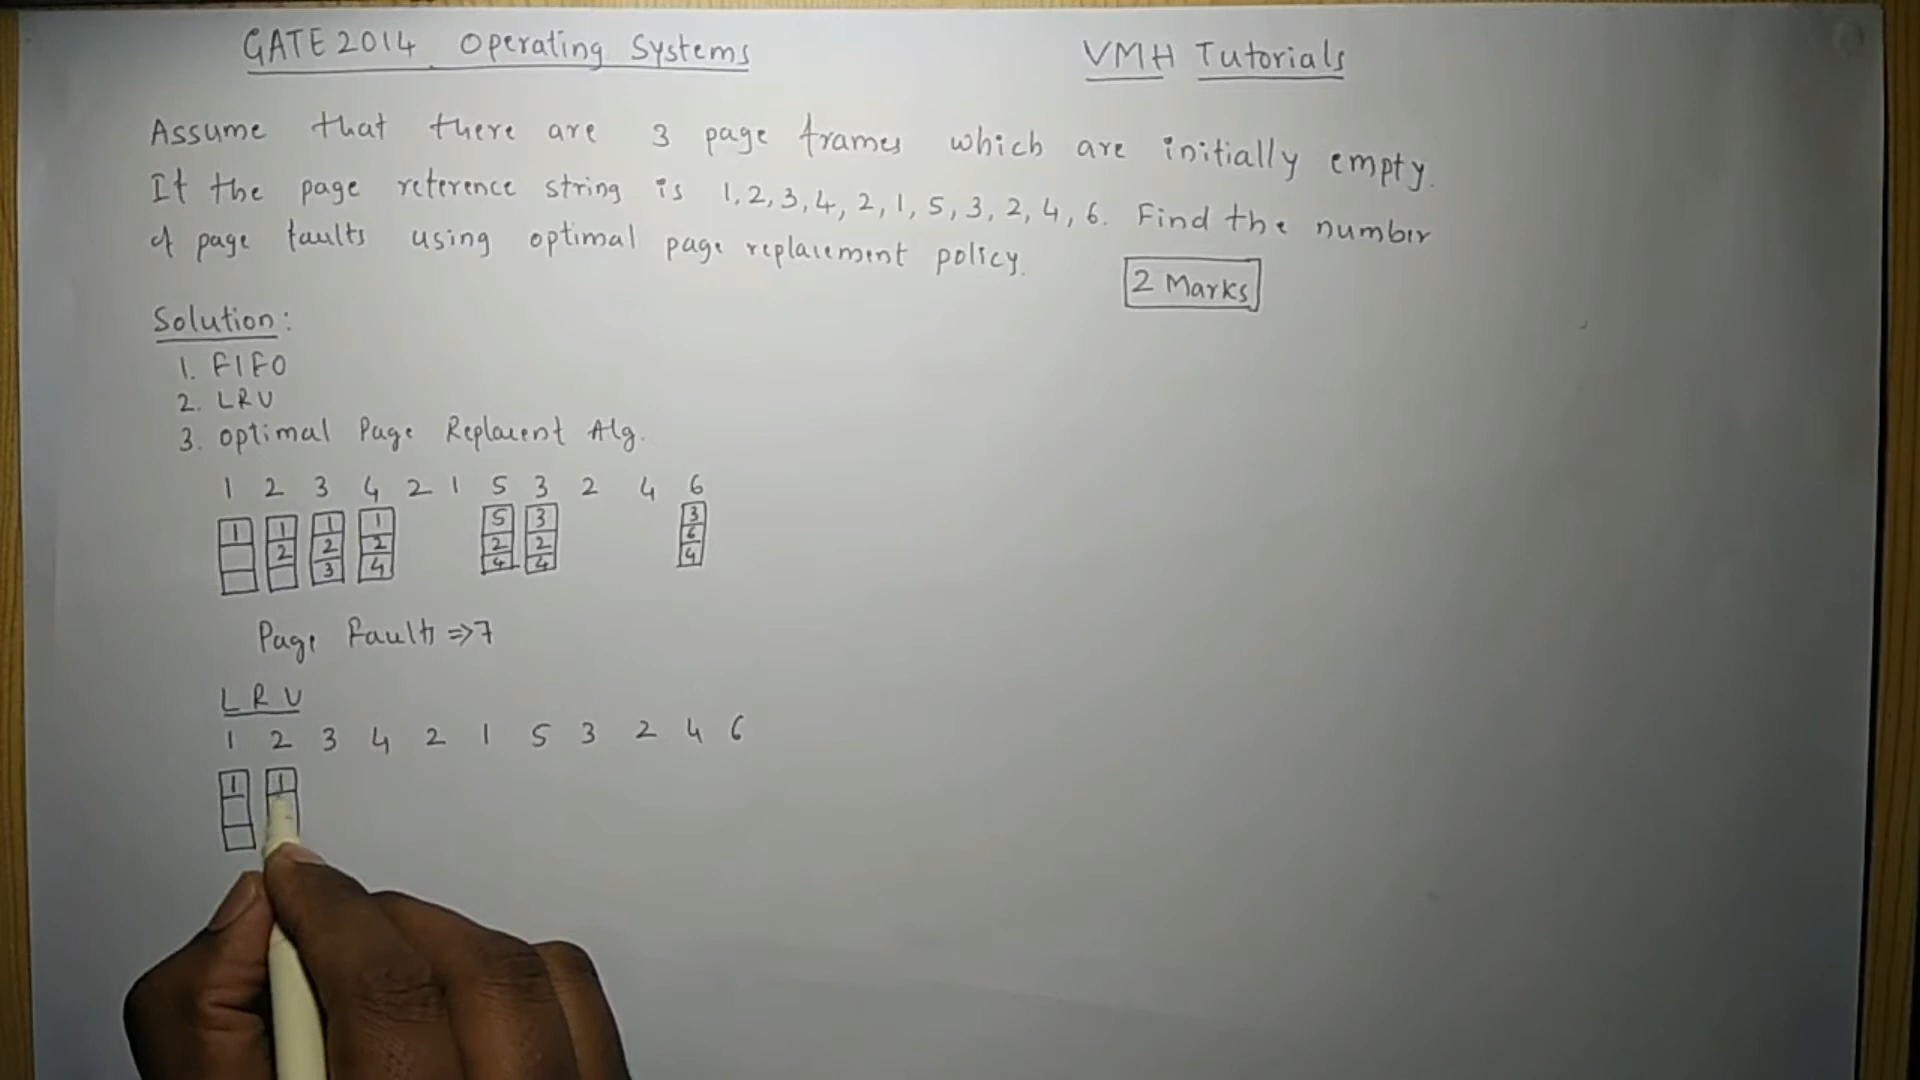 GATE 2014 Operating Systems
VMH Tutorials
Assume that there are 3 page frames which are initially empty.
If the page reference string is 1, 2, 3, 4, 2, 1, 5, 3, 2, 4, 6. Find the number
of page faults using optimal page replacement policy.
2 Marks
Solution:
1. FIFO
2. LRU
3. Optimal Page Replacent Alg.
1 2 3 4 2 1 5 3 2 4 6
1 1 1 1 5 3 3
2 2 2 2 2 6
3 4 4 4 4
Page Faults => 7
LRU
1 2 3 4 2 1 5 3 2 4 6
1 1